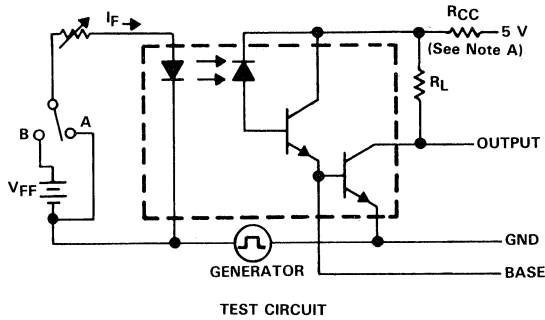 RCC
IF
5 V
(See Note A)
RL
A
B
OUTPUT
VFF
GND
GENERATOR
BASE
TEST CIRCUIT